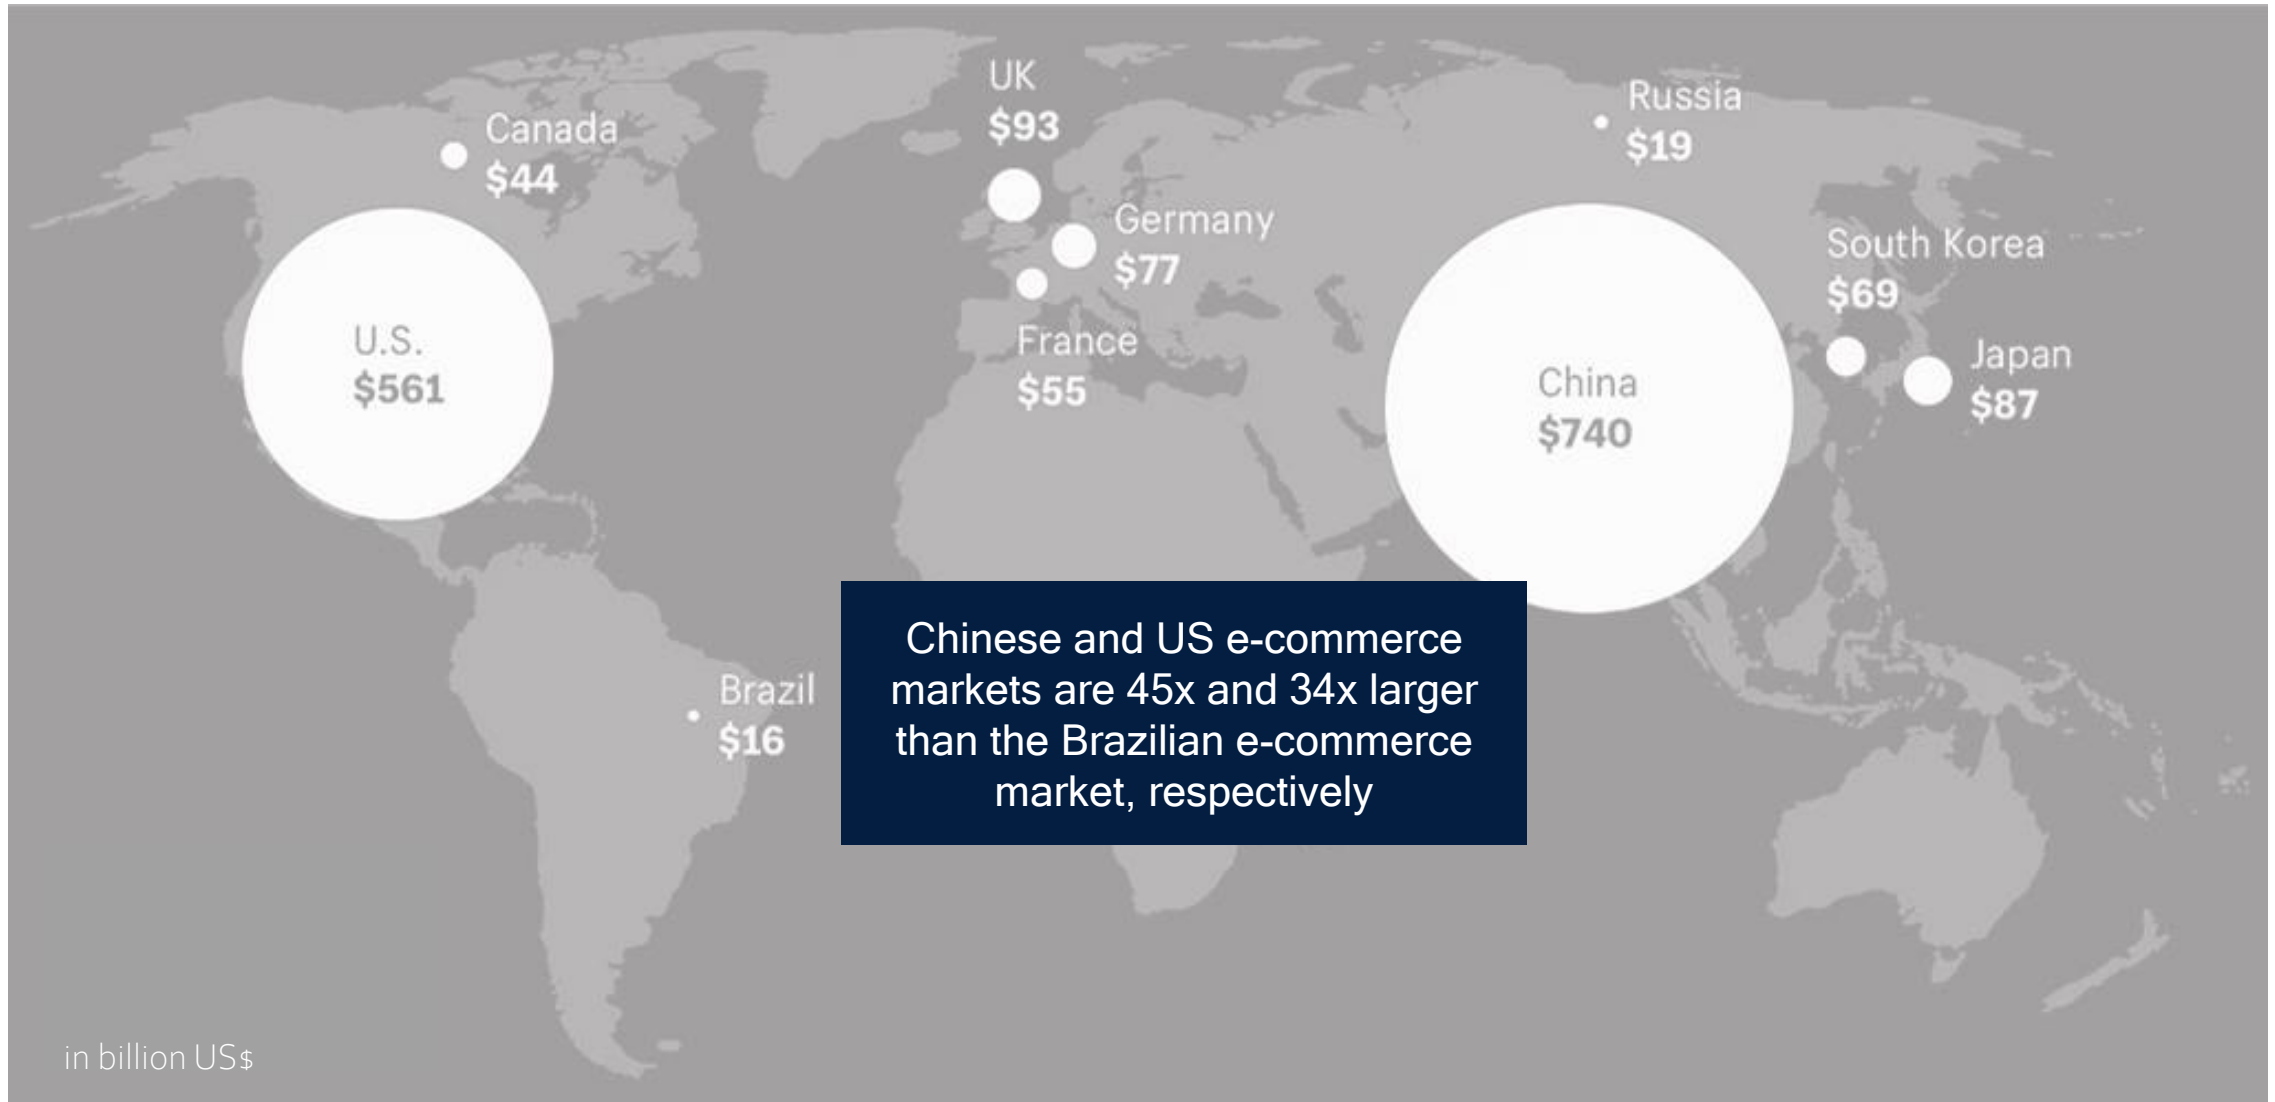 UK
$93
Russia
$19
Canada
$44
Germany
$77
South Korea
$69
U.S.
$561
France
$55
China
$740
Japan
$87
Chinese and US e-commerce
markets are 45x and 34x larger
than the Brazilian e-commerce
market, respectively
Brazil
$16
in billion US$